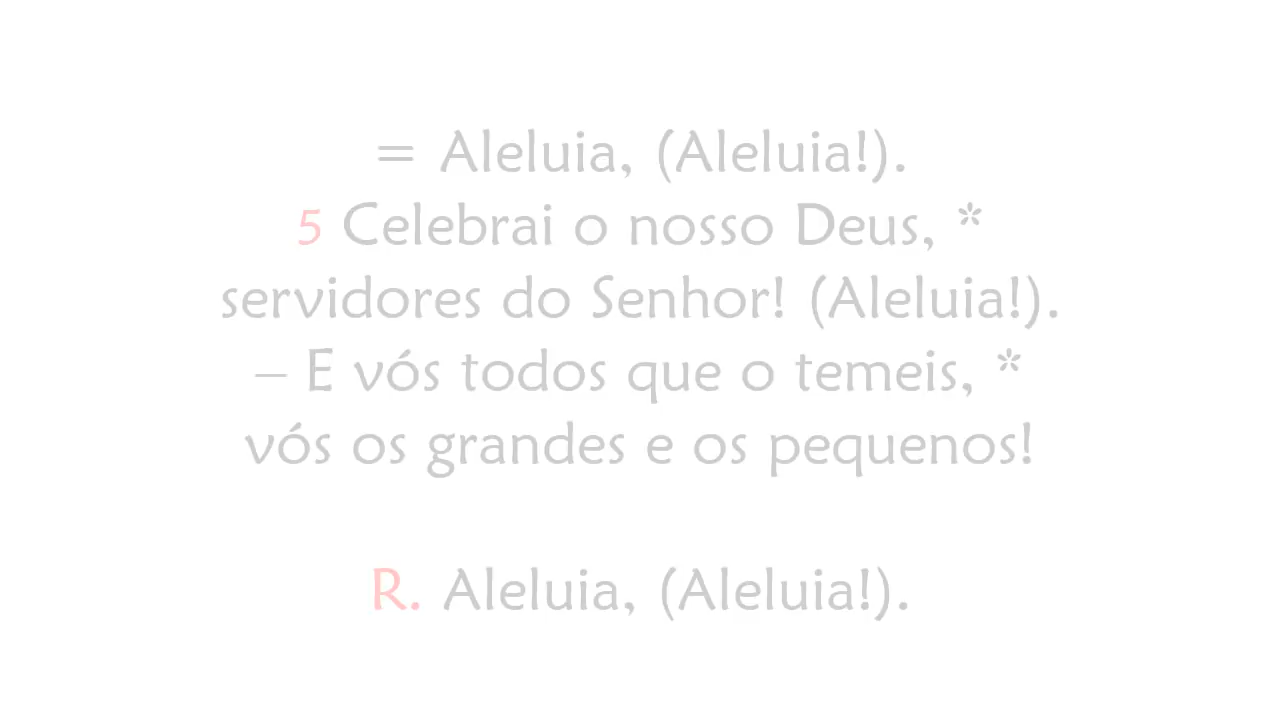 = Aleluia, (Aleluia!).
5 Celebrai o nosso Deus, *
servidores do Senhor! (Aleluia!).
– E vós todos que o temeis, *
vós os grandes e os pequenos!
R. Aleluia, (Aleluia!).